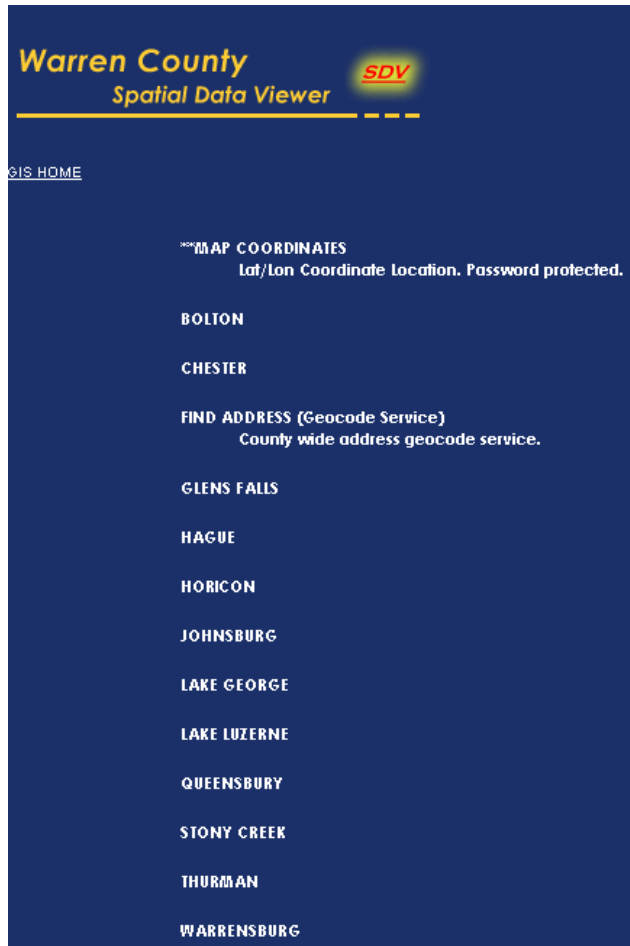 Warren County
SDV
Spatial Data Viewer
GIS HOME
***MAP COORDINATES
Lat/Lon Coordinate Location. Password protected.
BOLTON
CHESTER
FIND ADDRESS (Geocode Service)
County wide address geocode service.
GLENS FALLS
HAGUE
HORICON
JOHNSBURG
LAKE GEORGE
LAKE LUZERNE
QUEENSBURY
STONY CREEK
THURMAN
WARRENSBURG